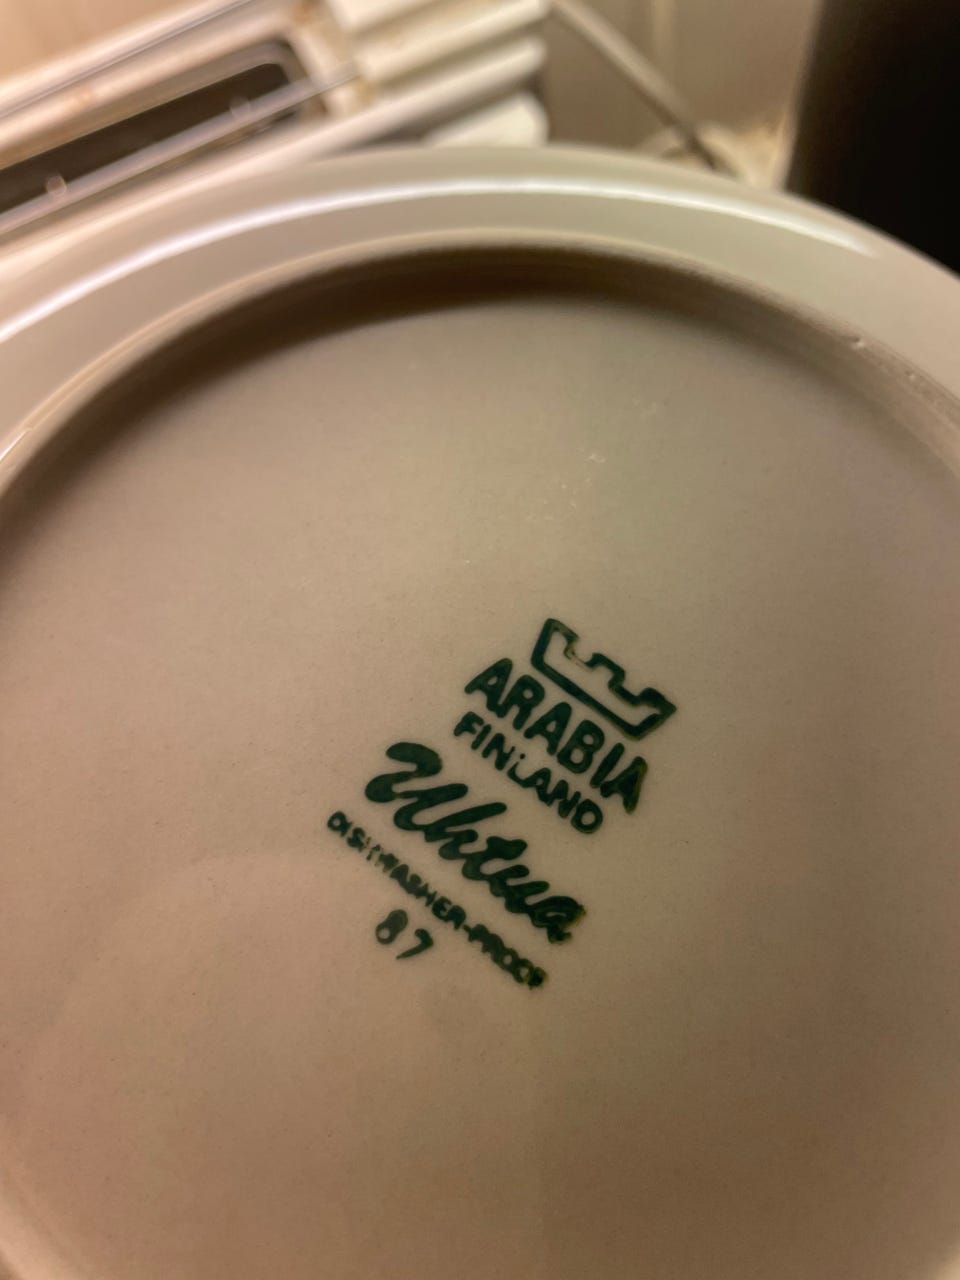 ARABIA
FINLAND
Uhtua
DISHWASHER-PROOF
87